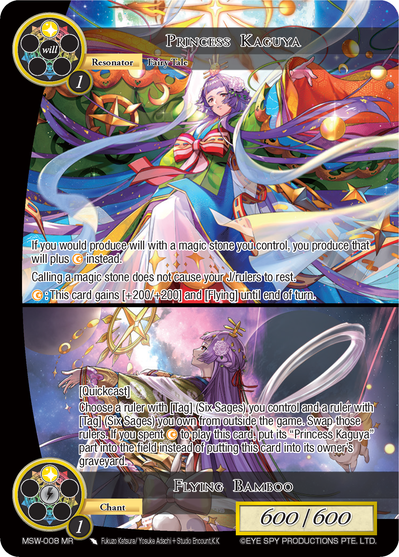 Princess Kaguya
will
Resonator Fairy Tale
1
If you would produce will with a magic stone you control, you produce that
will plus instead.
Calling a magic stone does not cause your J/rulers to rest.
: This card gains [+200/+200] and [Flying] until end of turn.
[Quickcast]
Choose a ruler with [Tag] (Six Sages) you control and a ruler with
[Tag] (Six Sages) you own from outside the game. Swap those
rulers. If you spent to play this card, put its "Princess Kaguya"
part into the field instead of putting this card into its owner's
graveyard.
Flying Bamboo
Chant
1
600/600
MSW-008 MR Fukuzo Katsura/ Yosuke Adachi + Studio Encount,K.K ©EYE SPY PRODUCTIONS PTE. LTD.